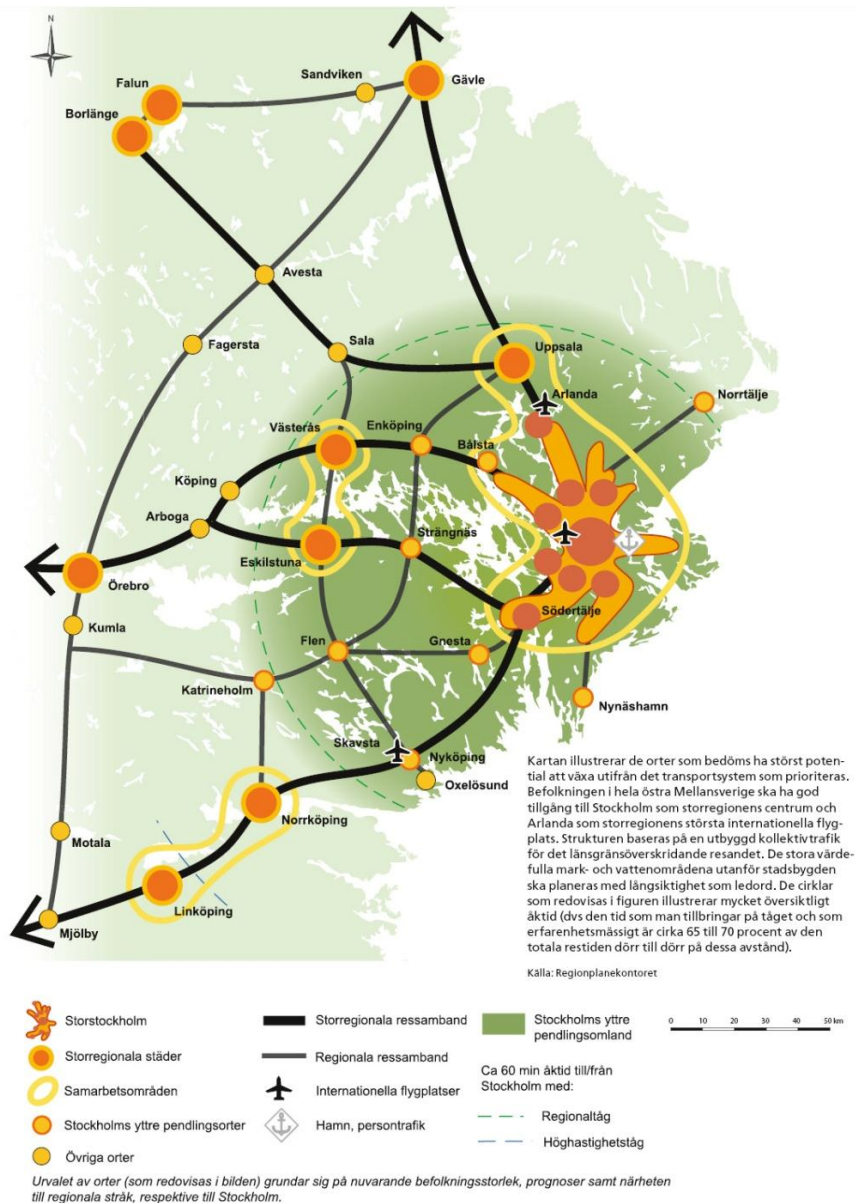 N
Sandviken
Gävle
Falun
Borlänge
Avesta
Fagersta
Sala
Uppsala
Arlanda
Norrtälje
Västerås
Enköping
Bålsta
Köping
Arboga
Strängnäs
Örebro
Eskilstuna
Södertälje
Kumla
Flen
Gnesta
Katrineholm
Nynäshamn
Skavsta
Nyköping
Oxelösund
Norrköping
Motala
Linköping
Mjölby
Kartan illustrerar de orter som bedöms ha störst poten-
tial att växa utifrån det transportsystem som prioriteras.
Befolkningen i hela östra Mellansverige ska ha god
tillgång till Stockholm som storregionens centrum och
Arlanda som storregionens största internationella flyg-
plats. Strukturen baseras på en utbyggd kollektivtrafik
för det länsgränsöverskridande resandet. De stora värde-
fulla mark- och vattenområdena utanför stadsbygden
ska planeras med långsiktighet som ledord. De cirklar
som redovisas i figuren illustrerar mycket översiktligt
åktid (dvs den tid som man tillbringar på tåget och som
erfarenhetsmässigt är cirka 65 till 70 procent av den
totala restiden dörr till dörr på dessa avstånd).
Källa: Regionplanekontoret
Storstockholm
Storregionala städer
Samarbetsområden
Stockholms yttre pendlingsorter
Övriga orter
Storregionala ressamband
Regionala ressamband
Internationella flygplatser
Hamn, persontrafik
Stockholms yttre
pendlingsomland
Ca 60 min åktid till/från
Stockholm med:
Regionaltåg
Höghastighetståg
0 10 20 30 40 50 km
Urvalet av orter (som redovisas i bilden) grundar sig på nuvarande befolkningsstorlek, prognoser samt närheten
till regionala stråk, respektive till Stockholm.